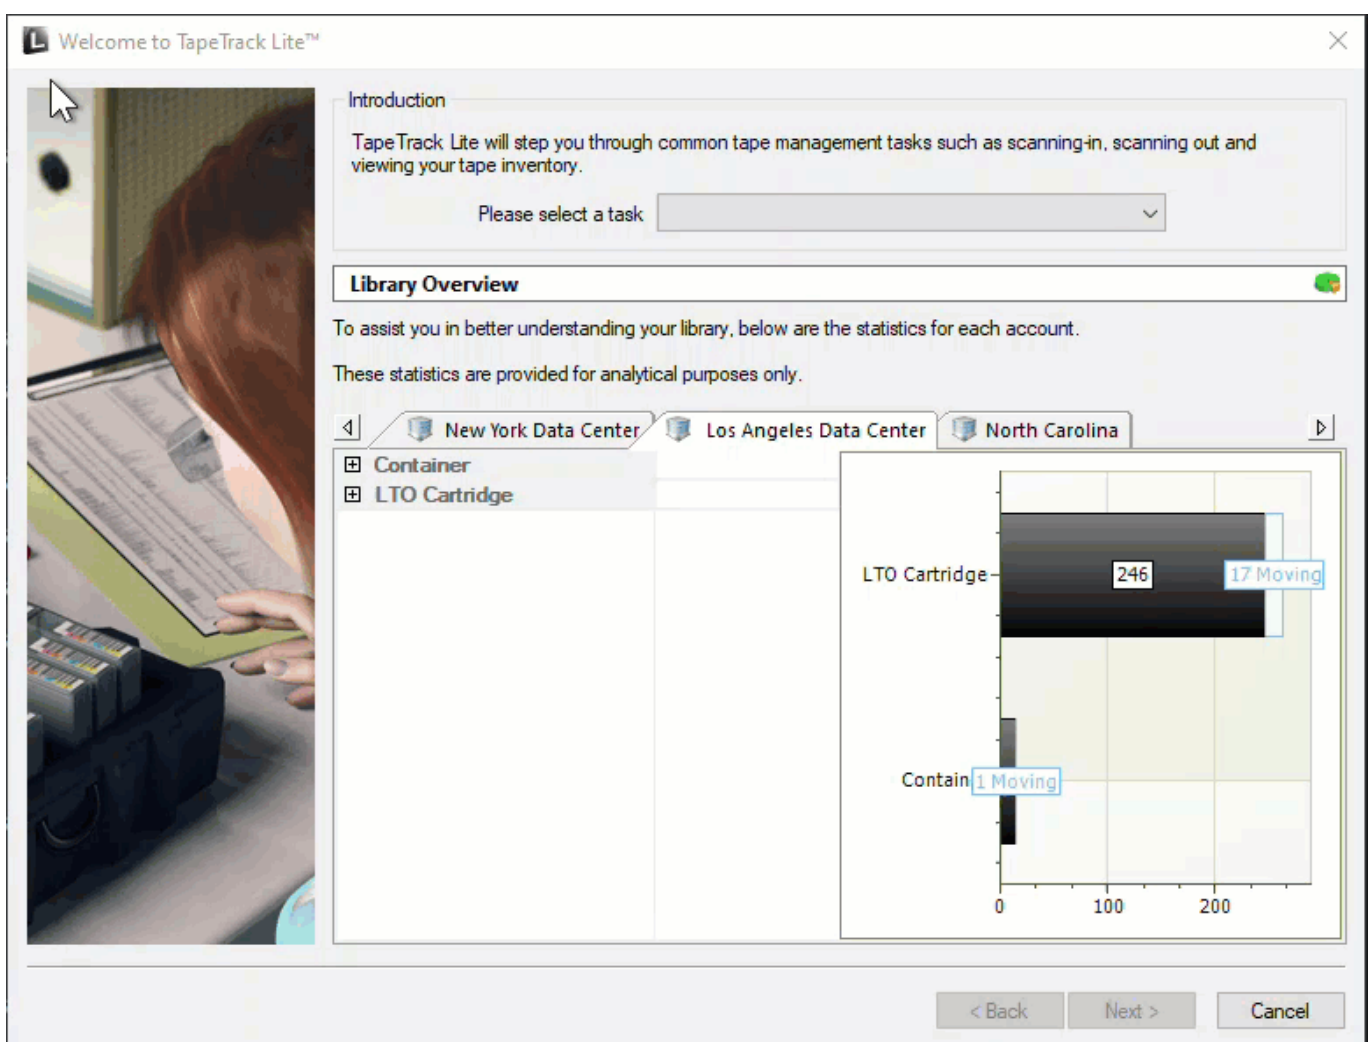 Welcome to TapeTrack Lite™
Introduction
TapeTrack Lite will step you through common tape management tasks such as scanning-in, scanning out and
viewing your tape inventory.
Please select a task
Library Overview
To assist you in better understanding your library, below are the statistics for each account.
These statistics are provided for analytical purposes only.
New York Data Center
Los Angeles Data Center
North Carolina
Container
LTO Cartridge
LTO Cartridge
246
17 Moving
Contain
1 Moving
0
100
200
< Back
Next >
Cancel